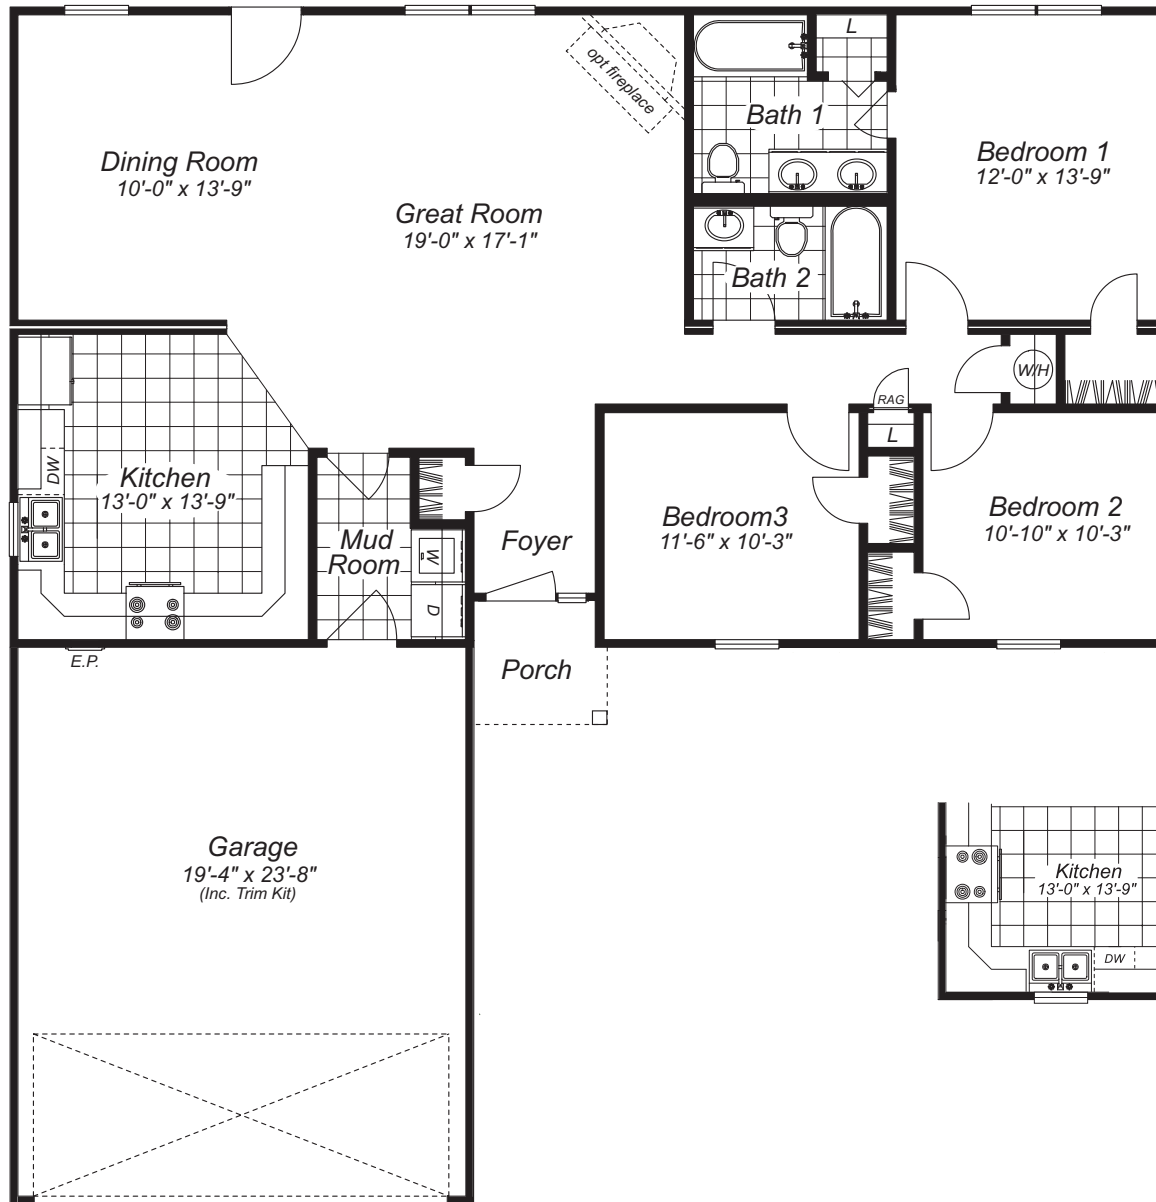 L
opt fireplace
Bath 1
Dining Room
10'-0" x 13'-9"
Bedroom 1
12'-0" x 13'-9"
Great Room
19'-0" x 17'-1"
Bath 2
W/H
RAG
L
DW
Kitchen
13'-0" x 13'-9"
Mud
Room
W
D
Foyer
Bedroom3
11'-6" x 10'-3"
Bedroom 2
10'-10" x 10'-3"
E.P.
Porch
Garage
19'-4" x 23'-8"
(Inc. Trim Kit)
Kitchen
13'-0" x 13'-9"
DW